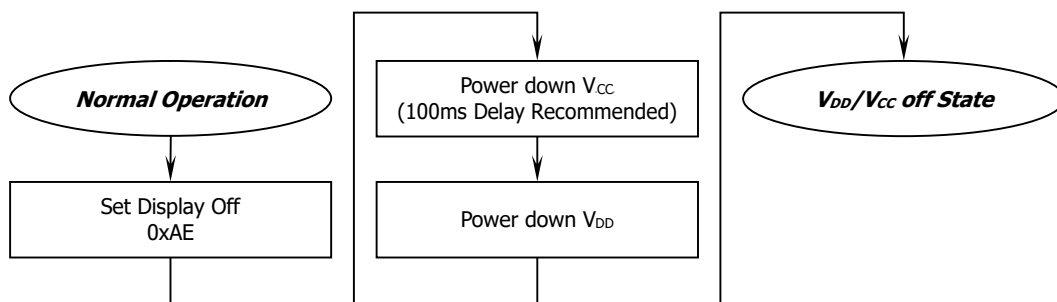 Normal Operation
Set Display Off
0xAE
Power down VCC
(100ms Delay Recommended)
Power down VDD
VDD/VCC off State